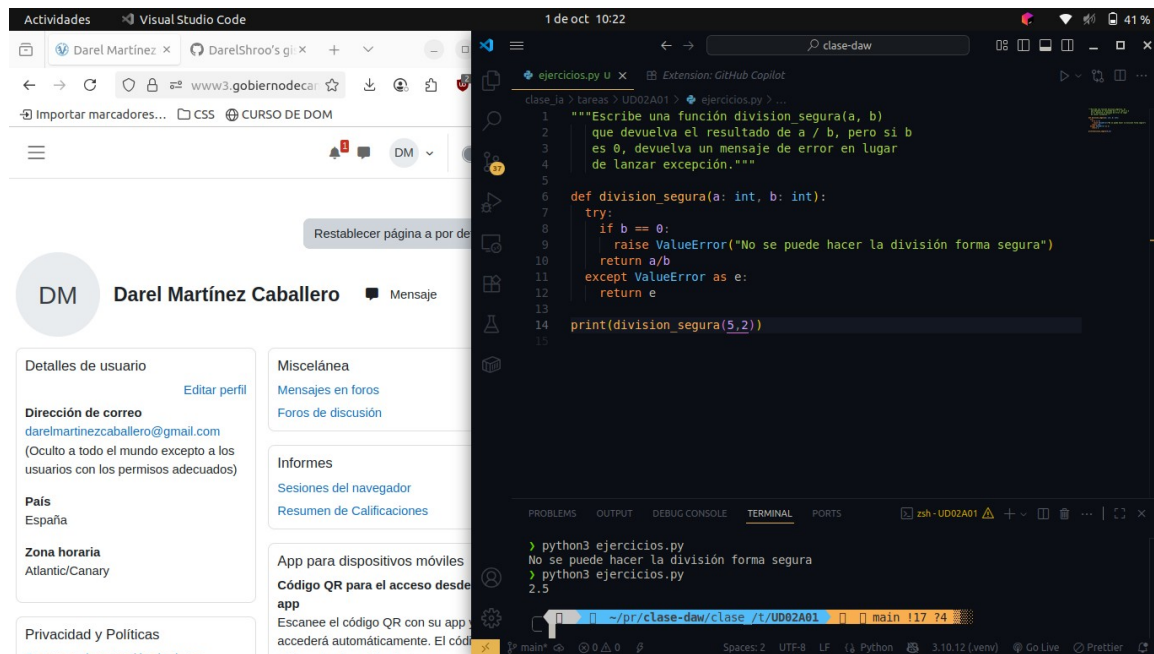 Actividades
Visual Studio Code
1 de oct 10:22
41 %
Darel Martínez
DarelShroo's gi
www3.gobiernodecar
Importar marcadores...
CSS
CURSO DE DOM
1
DM
Restablecer página a por de
DM
Darel Martínez Caballero
Mensaje
Detalles de usuario
Editar perfil
Dirección de correo
darelmartinezcaballero@gmail.com
(Oculto a todo el mundo excepto a los
usuarios con los permisos adecuados)
País
España
Zona horaria
Atlantic/Canary
Privacidad y Políticas
Miscelánea
Mensajes en foros
Foros de discusión
Informes
Sesiones del navegador
Resumen de Calificaciones
App para dispositivos móviles
Código QR para el acceso desde
app
Escanee el código QR con su app y
accederá automáticamente. El códi
clase-daw
ejercicios.py U
Extension: GitHub Copilot
clase_ia > tareas > UD02A01 > ejercicios.py > ...
37
1 """Escribe una función division_segura(a, b)
2 que devuelva el resultado de a / b, pero si b
3 es 0, devuelva un mensaje de error en lugar
4 de lanzar excepción."""
5
6 def division_segura(a: int, b: int):
7 try:
8 if b == 0:
9 raise ValueError("No se puede hacer la división forma segura")
10 return a/b
11 except ValueError as e:
12 return e
13
14 print(division_segura(5,2))
15
PROBLEMS OUTPUT DEBUG CONSOLE TERMINAL PORTS
zsh - UD02A01
❯ python3 ejercicios.py
No se puede hacer la división forma segura
❯ python3 ejercicios.py
2.5
~/pr/clase-daw/clase_/t/UD02A01 main !17 ?4
main* 0 0 Spaces: 2 UTF-8 LF Python 3.10.12 (.venv) Go Live Prettier